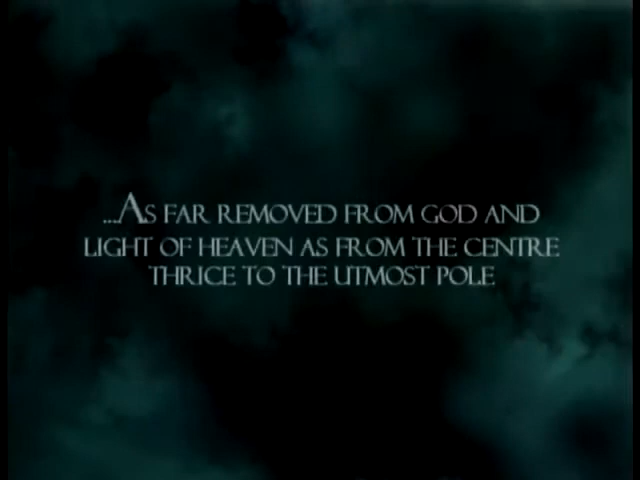 ...As far removed from God and
light of Heaven as from the centre
thrice to the utmost pole